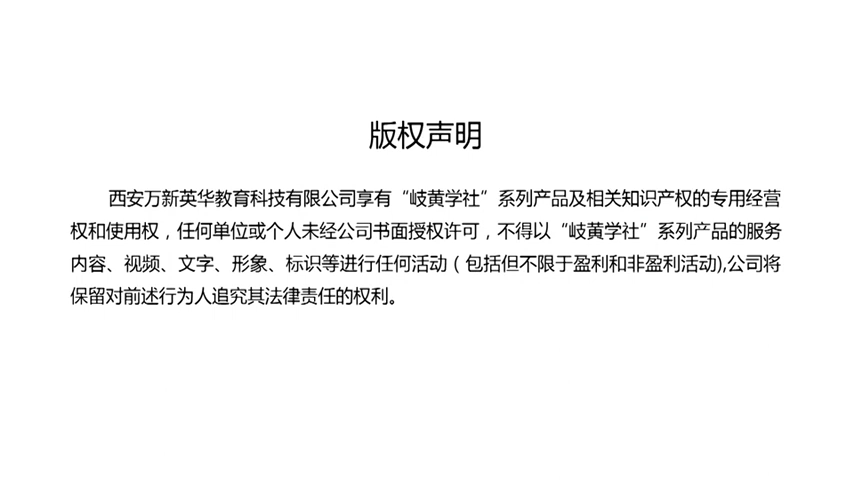 版权声明
西安万新英华教育科技有限公司享有“岐黄学社”系列产品及相关知识产权的专用经营
权和使用权，任何单位或个人未经公司书面授权许可，不得以“岐黄学社”系列产品的服务
内容、视频、文字、形象、标识等进行任何活动（包括但不限于盈利和非盈利活动),公司将
保留对前述行为人追究其法律责任的权利。